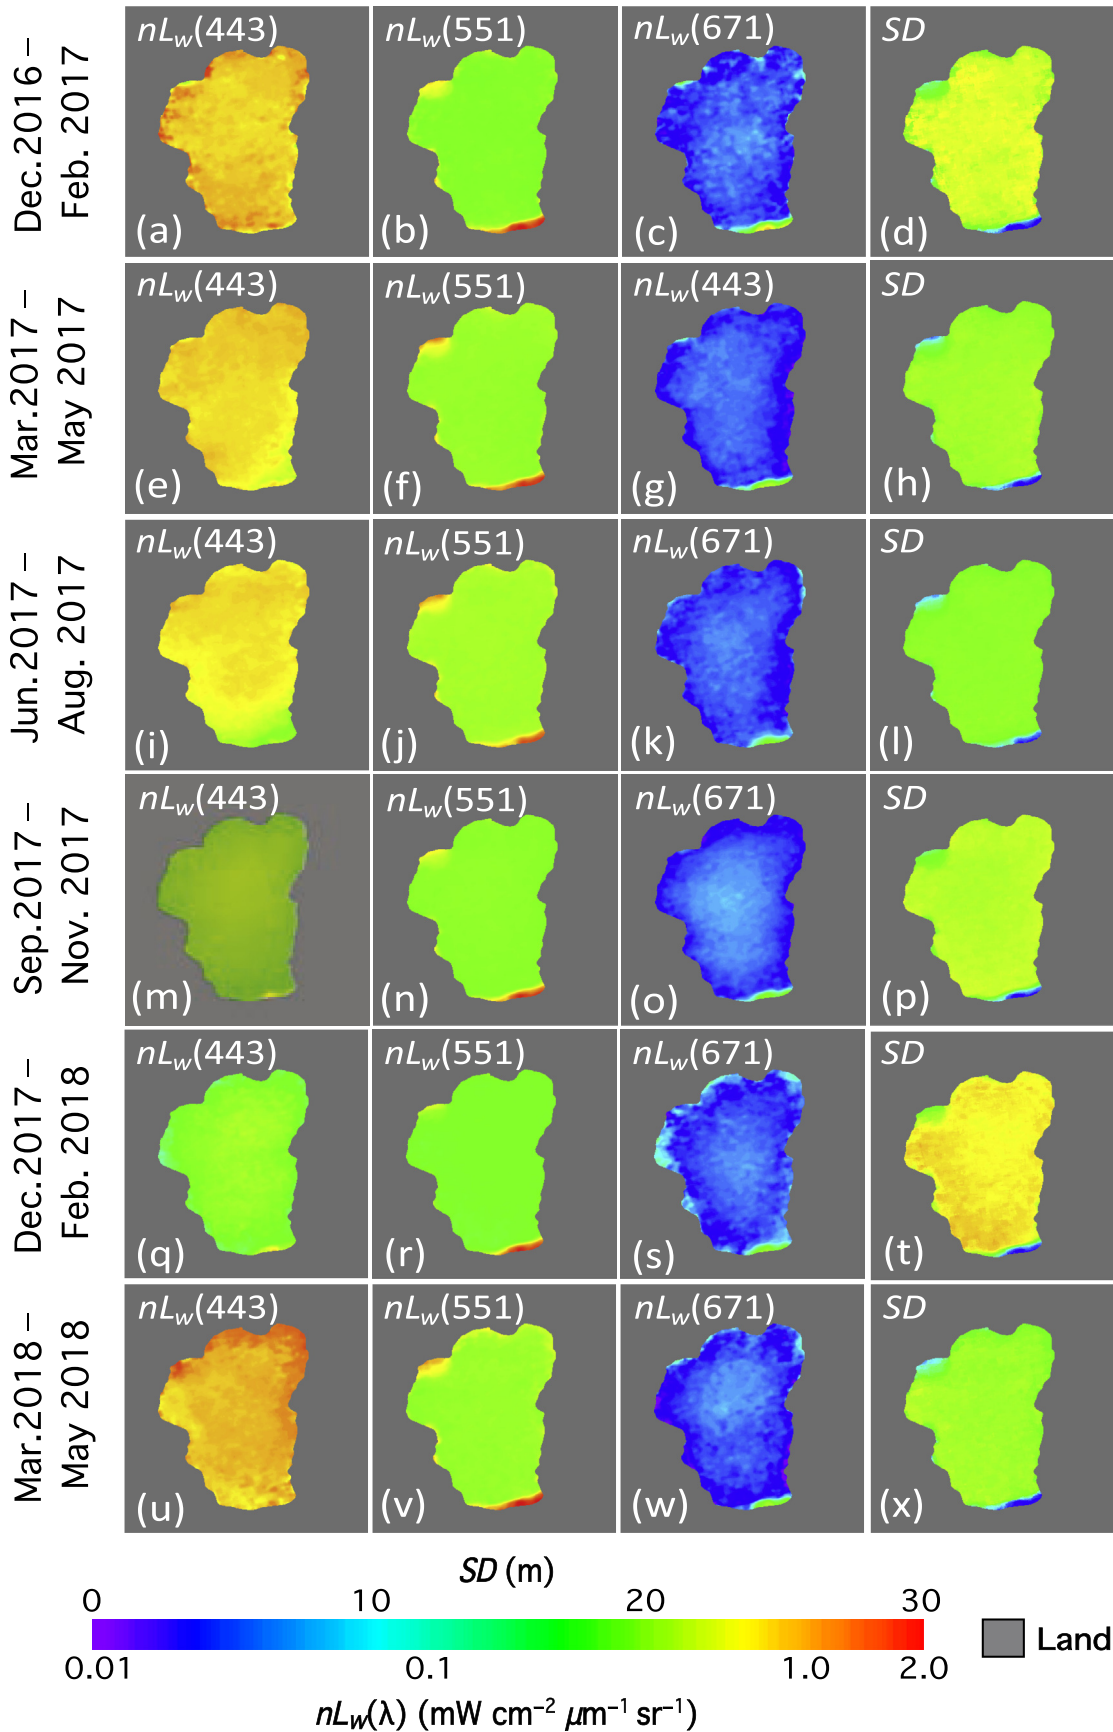 Dec.2016 –
Feb. 2017
nLw(443)
nLw(551)
nLw(671)
SD
(a)
(b)
(c)
(d)
Mar.2017 –
May 2017
nLw(443)
nLw(551)
nLw(443)
SD
(e)
(f)
(g)
(h)
Jun.2017 –
Aug. 2017
nLw(443)
nLw(551)
nLw(671)
SD
(i)
(j)
(k)
(l)
Sep.2017 –
Nov. 2017
nLw(443)
nLw(551)
nLw(671)
SD
(m)
(n)
(o)
(p)
Dec.2017 –
Feb. 2018
nLw(443)
nLw(551)
nLw(671)
SD
(q)
(r)
(s)
(t)
Mar.2018 –
May 2018
nLw(443)
nLw(551)
nLw(671)
SD
(u)
(v)
(w)
(x)
SD (m)
0 10 20 30
Land
0.01 0.1 1.0 2.0
nLw(λ) (mW cm⁻² μm⁻¹ sr⁻¹)